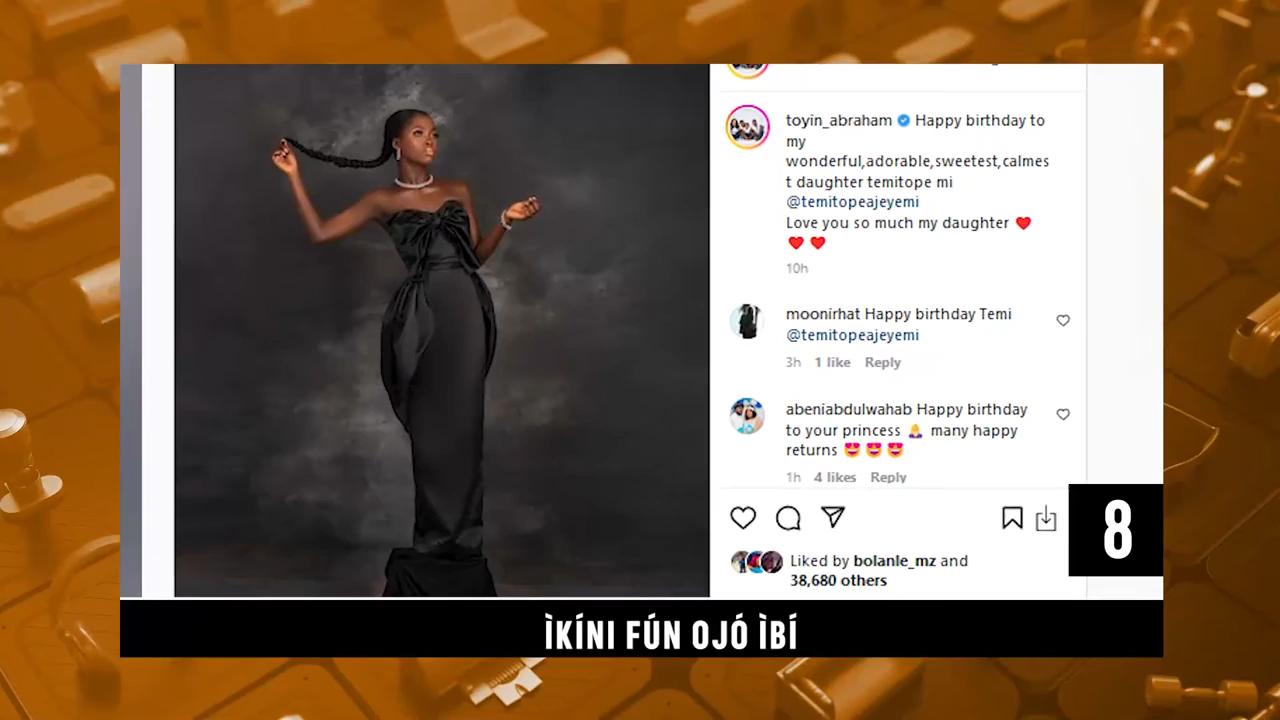 toyin_abraham Happy birthday to
my
wonderful,adorable,sweetest,calmes
t daughter temitope mi
@temitopeajeyemi
Love you so much my daughter ❤️
❤️ ❤️
10h
moonirhat Happy birthday Temi
@temitopeajeyemi
3h 1 like Reply
abeniabdulwahab Happy birthday
to your princess 🙏 many happy
returns 😍 😍 😍
1h 4 likes Reply
Liked by bolanle_mz and
38,680 others
8
ÌKÍNI FÚN OJÓ ÌBÍ